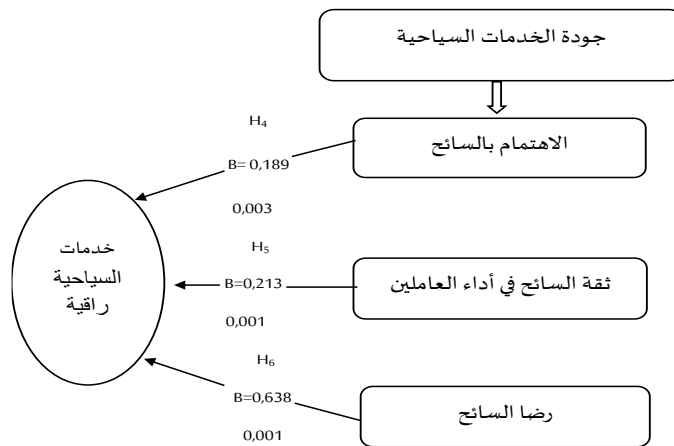 جودة الخدمات السياحية
H₄
الاهتمام بالسائح
B= 0,189
0,003
خدمات
السياحية
راقية
H₅
ثقة السائح في أداء العاملين
B=0,213
0,001
H₆
B=0,638
رضا السائح
0,001